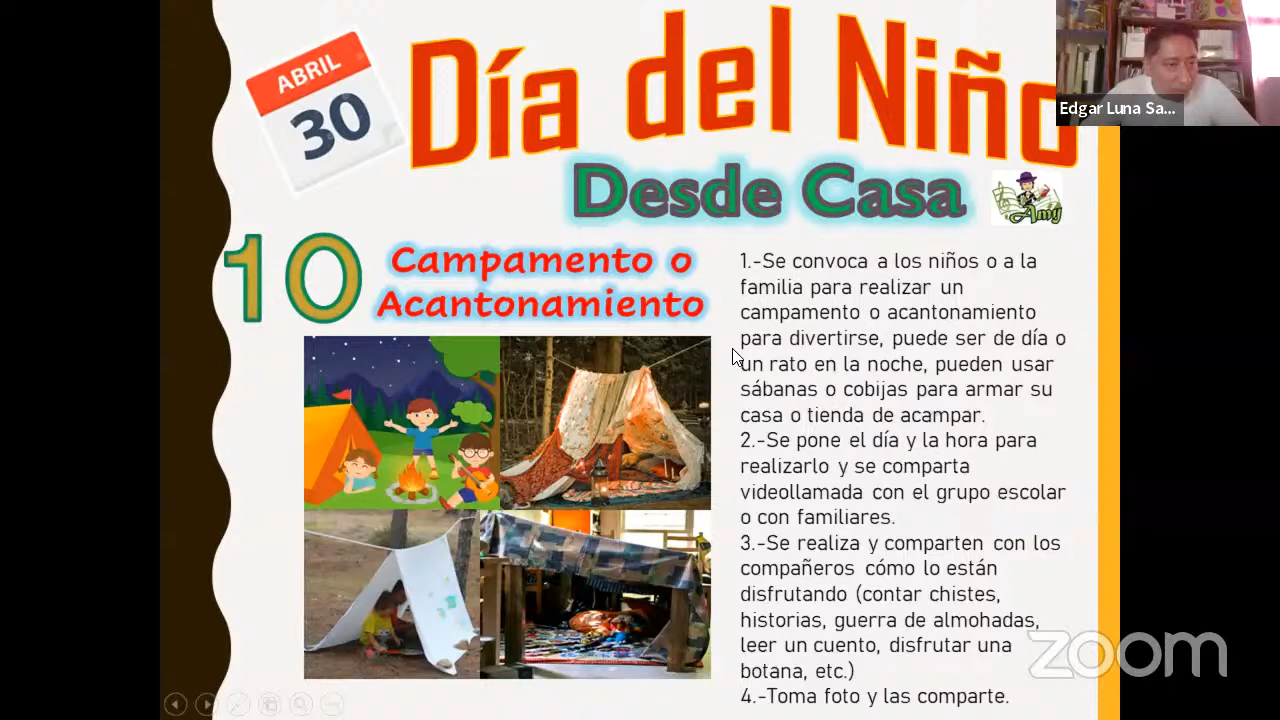 ABRIL
30
Día del Niño
Edgar Luna Sa...
Desde Casa
Amy
10
Campamento o
Acantonamiento
1.-Se convoca a los niños o a la
familia para realizar un
campamento o acantonamiento
para divertirse, puede ser de día o
un rato en la noche, pueden usar
sábanas o cobijas para armar su
casa o tienda de acampar.
2.-Se pone el día y la hora para
realizarlo y se comparta
videollamada con el grupo escolar
o con familiares.
3.-Se realiza y comparten con los
compañeros cómo lo están
disfrutando (contar chistes,
historias, guerra de almohadas,
leer un cuento, disfrutar una
botana, etc.)
4.-Toma foto y las comparte.
zoom